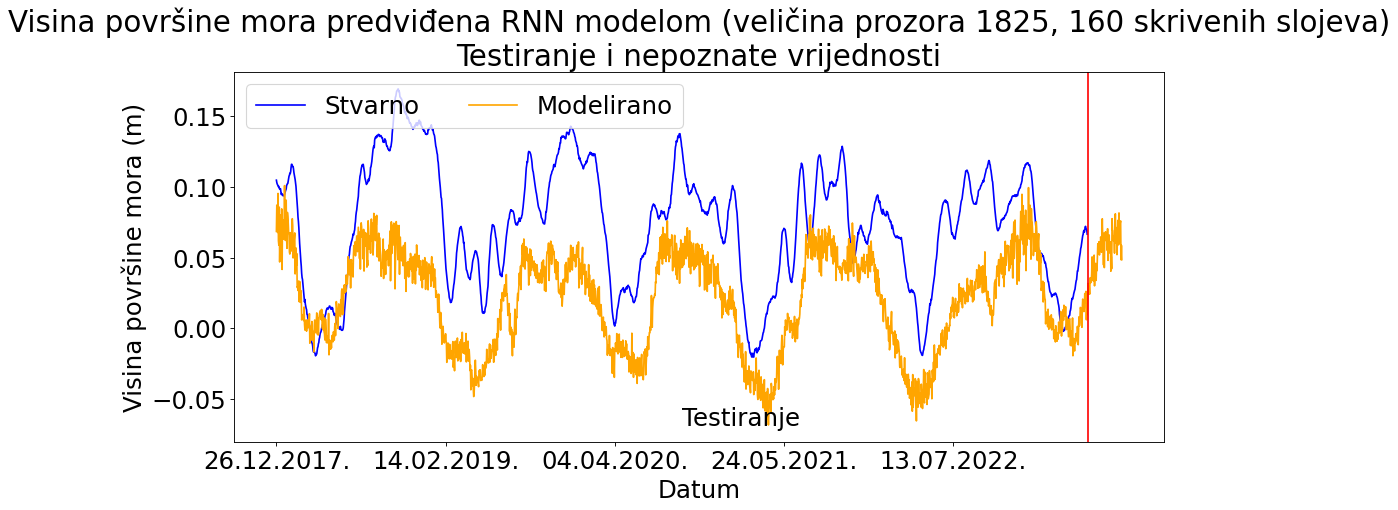 Visina površine mora predviđena RNN modelom (veličina prozora 1825, 160 skrivenih slojeva)
Testiranje i nepoznate vrijednosti
Stvarno Modelirano
Visina površine mora (m)
0.15
0.10
0.05
0.00
−0.05
Testiranje
26.12.2017. 14.02.2019. 04.04.2020. 24.05.2021. 13.07.2022.
Datum